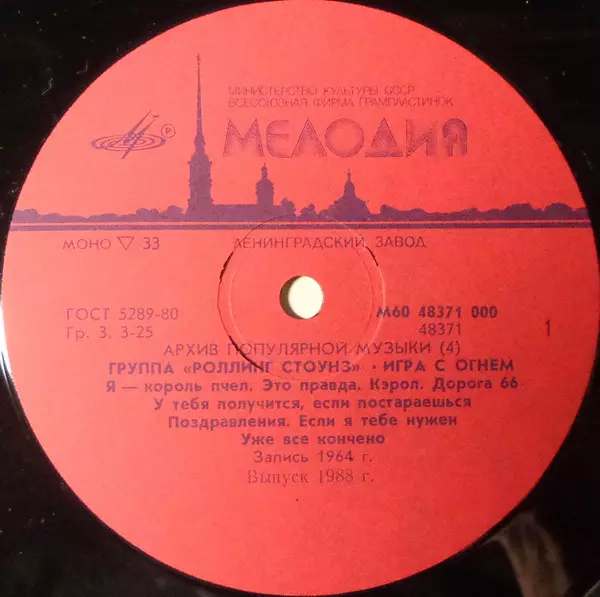 МИНИСТЕРСТВО КУЛЬТУРЫ СССР
ВСЕСОЮЗНАЯ ФИРМА ГРАМПЛАСТИНОК
МЕЛОДИЯ
Р
МОНО ▽ 33 ЛЕНИНГРАДСКИЙ ЗАВОД
ГОСТ 5289-80 М60 48371 000
Гр. 3. 3-25 48371 1
АРХИВ ПОПУЛЯРНОЙ МУЗЫКИ (4)
ГРУППА «РОЛЛИНГ СТОУНЗ» · ИГРА С ОГНЕМ
Я — король пчел. Это правда. Кэрол. Дорога 66
У тебя получится, если постараешься
Поздравления. Если я тебе нужен
Уже все кончено
Запись 1964 г.
Выпуск 1988 г.